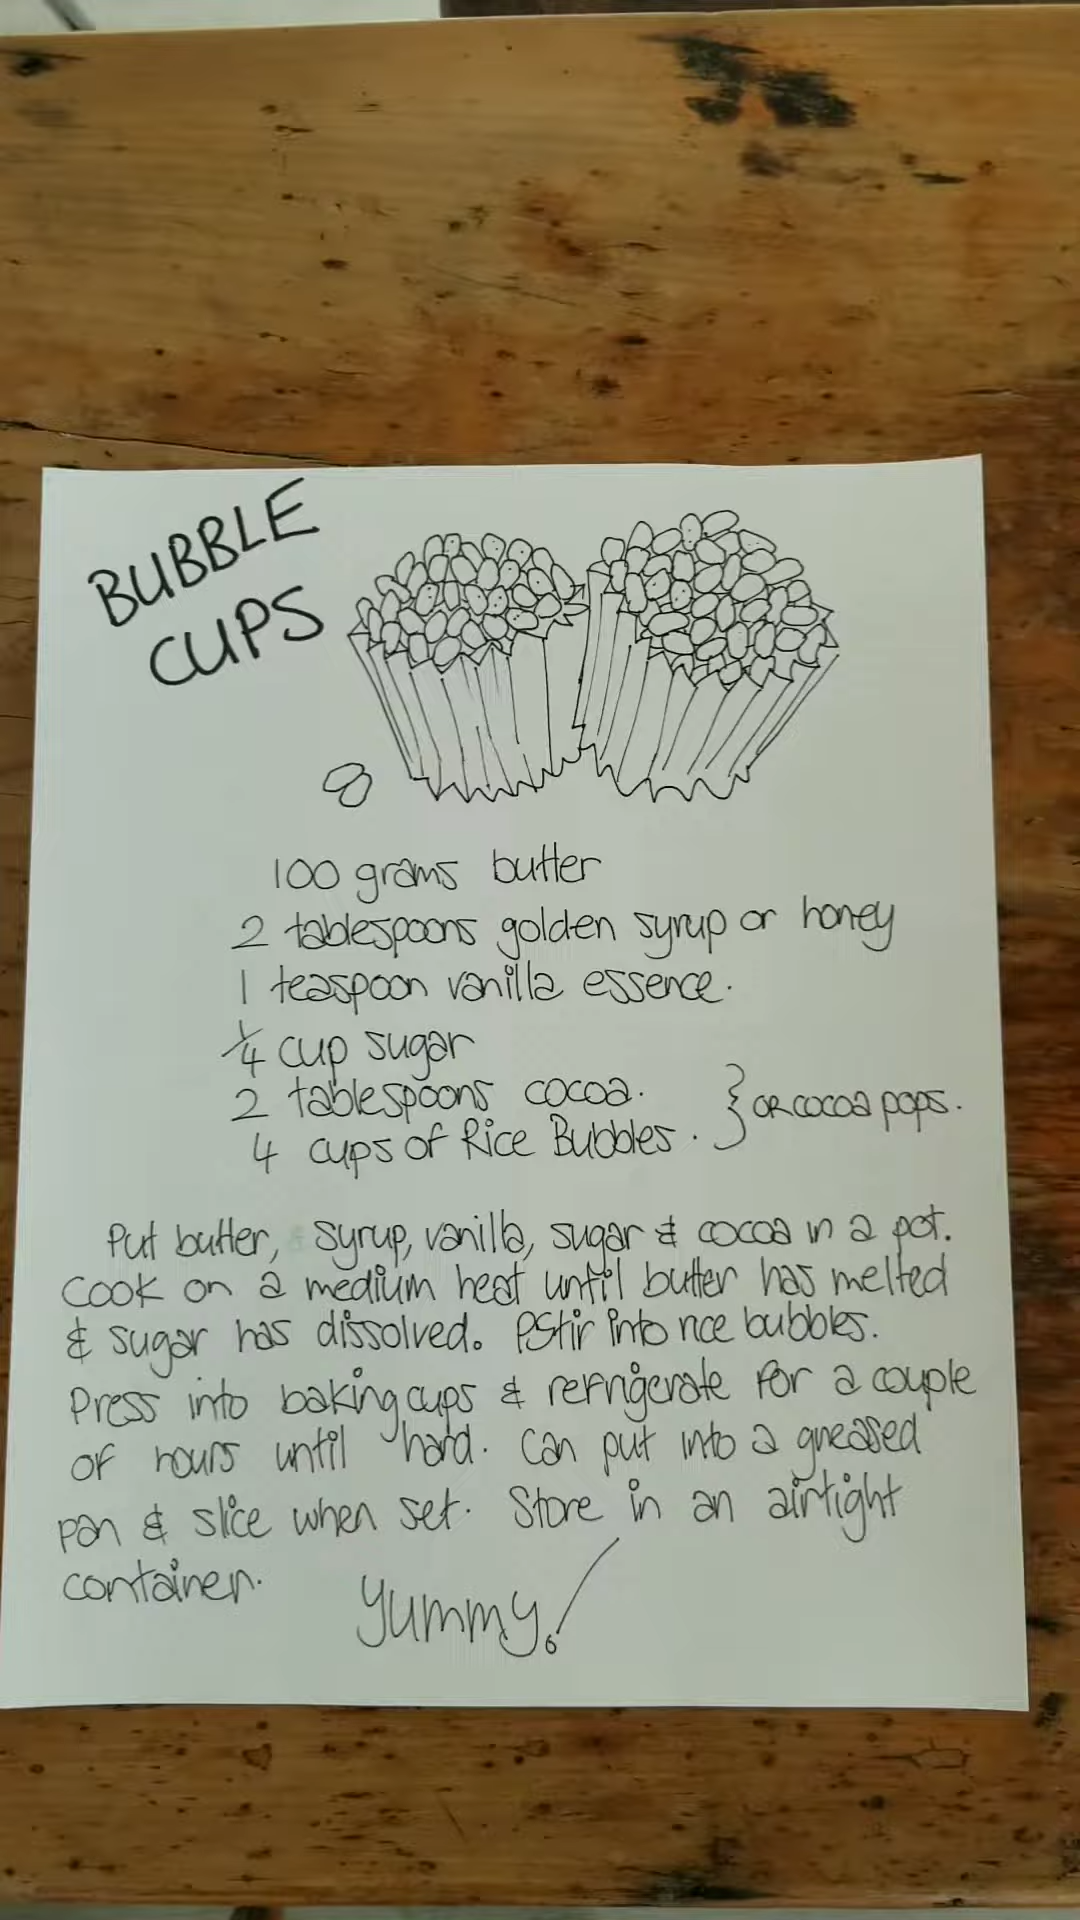 BUBBLE
CUPS
100 grams butter
2 tablespoons golden syrup or honey
1 teaspoon vanilla essence.
1/4 cup sugar
2 tablespoons cocoa.
4 cups of Rice Bubbles. } OR COCOA POPS.
Put butter, syrup, vanilla, sugar & cocoa in a pot.
Cook on a medium heat until butter has melted
& sugar has dissolved. PStir into rice bubbles.
Press into baking cups & refrigerate for a couple
of hours until hard. Can put into a greased
pan & slice when set. Store in an airtight
container.
Yummy!